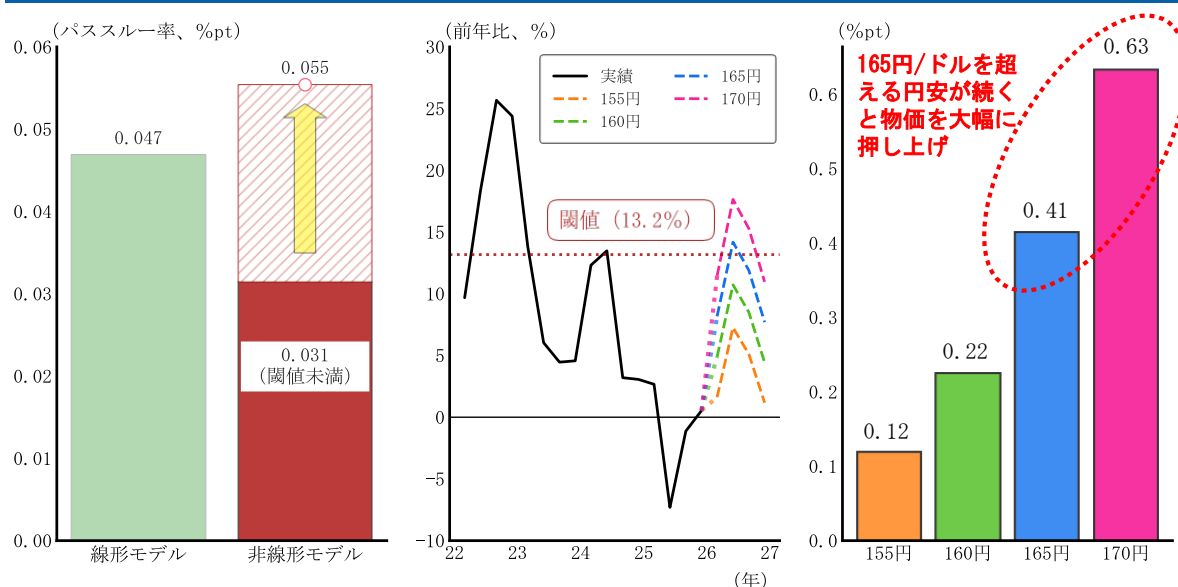 (パススルー率、%pt)
0.06
0.05
0.04
0.03
0.02
0.01
0.00
0.047
0.055
0.031
(閾値未満)
線形モデル
非線形モデル
(前年比、%)
30
25
20
15
10
5
0
−5
−10
実績
155円
160円
165円
170円
閾値 (13.2%)
22
23
24
25
26
27
(年)
(%pt)
0.6
0.5
0.4
0.3
0.2
0.1
0.0
165円/ドルを超
える円安が続く
と物価を大幅に
押し上げ
0.12
0.22
0.41
0.63
155円
160円
165円
170円